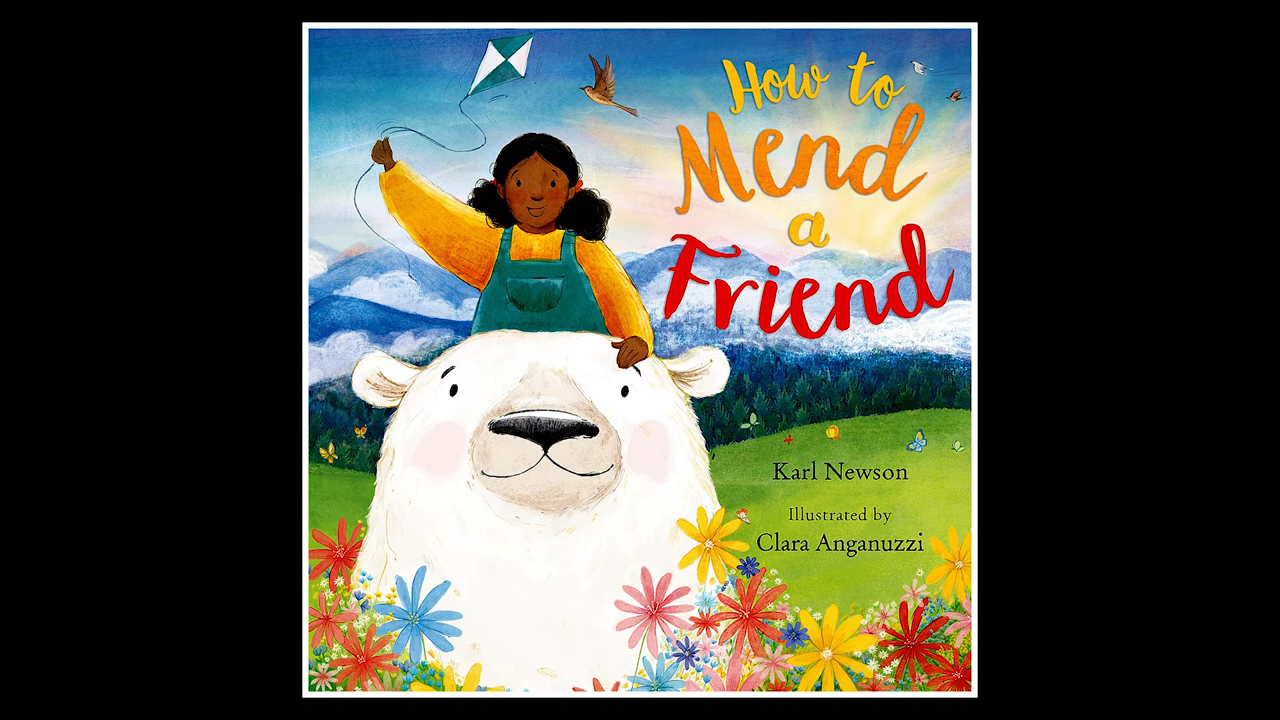 How to
Mend
a
Friend
Karl Newson
Illustrated by
Clara Anganuzzi